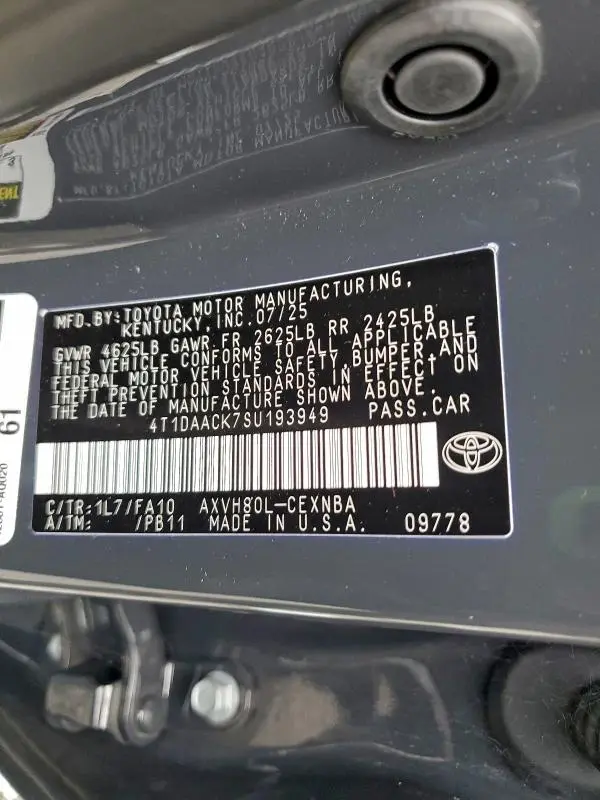 MFD.BY:TOYOTA MOTOR MANUFACTURING,
KENTUCKY, INC.07/25
GVWR 4625LB GAWR FR 2625LB RR 2425LB
THIS VEHICLE CONFORMS TO ALL APPLICABLE
FEDERAL MOTOR VEHICLE SAFETY,BUMPER,AND
THEFT PREVENTION STANDARDS IN EFFECT ON
THE DATE OF MANUFACTURE SHOWN ABOVE.
4T1DAACK7SU193949 PASS.CAR
C/TR:1L7/FA10 AXVH80L-CEXNBA
A/TM: /PB11 MADE IN U.S.A. 09778
61